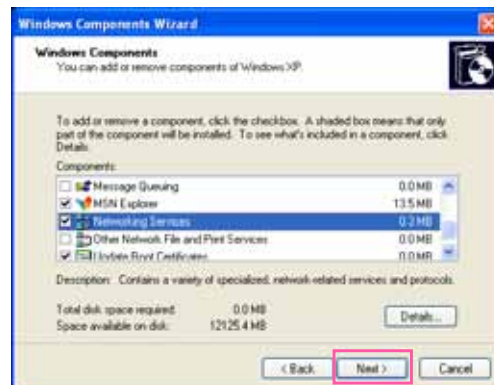 Windows Components Wizard
Windows Components
You can add or remove components of Windows XP.
To add or remove a component, click the checkbox. A shaded box means that only
part of the component will be installed. To see what's included in a component, click
Details.
Components:
Message Queuing 0.0 MB
MSN Explorer 13.5 MB
Networking Services 0.2 MB
Other Network File and Print Services 0.0 MB
Update Root Certificates 0.0 MB
Description: Contains a variety of specialized, network-related services and protocols.
Total disk space required: 0.0 MB
Space available on disk: 12125.4 MB
Details...
< Back Next > Cancel